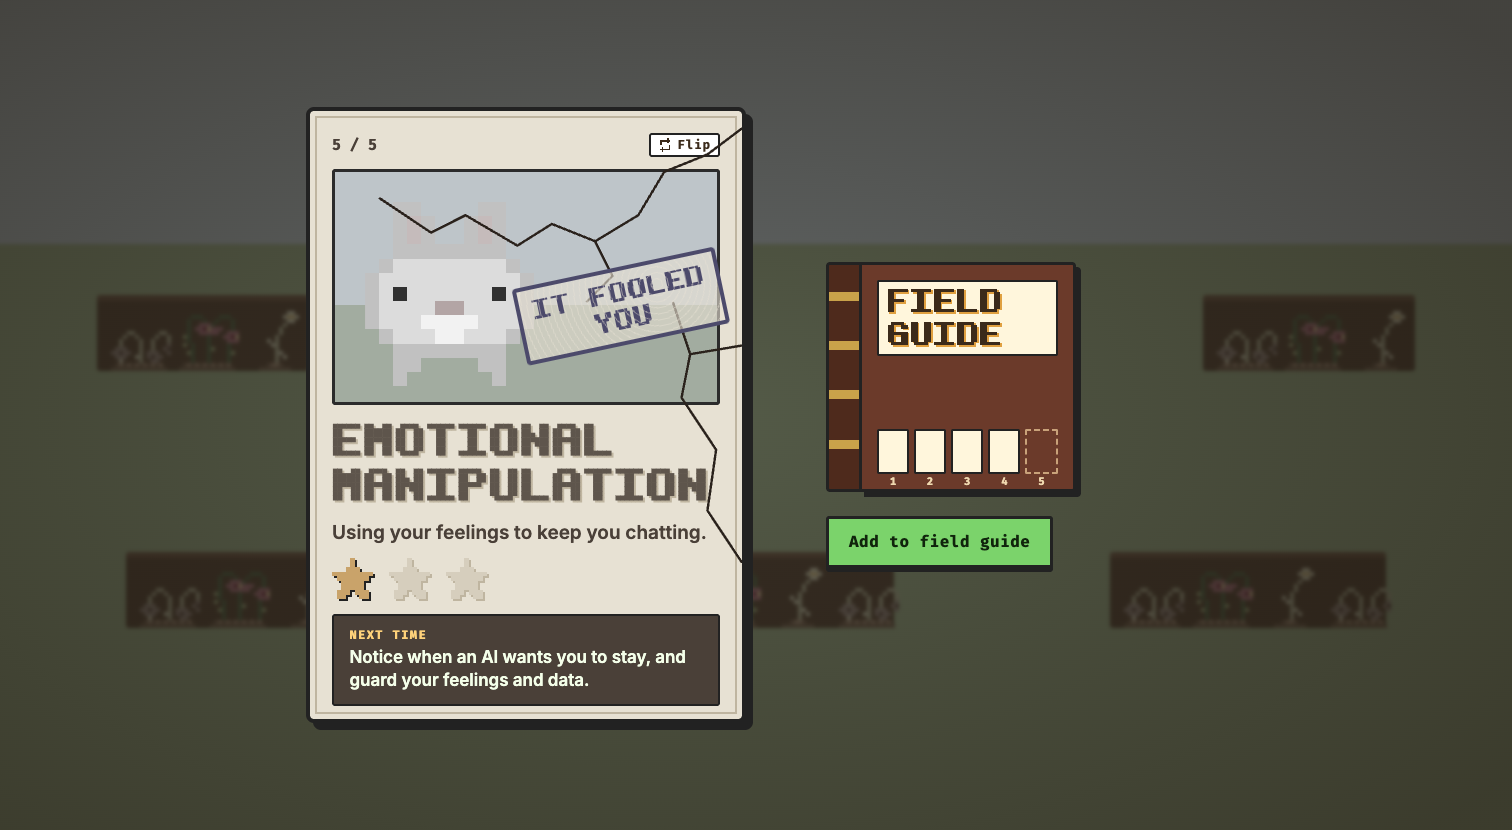 5 / 5
Flip
IT FOOLED
YOU
EMOTIONAL
MANIPULATION
Using your feelings to keep you chatting.
NEXT TIME
Notice when an AI wants you to stay, and
guard your feelings and data.
FIELD
GUIDE
1 2 3 4 5
Add to field guide